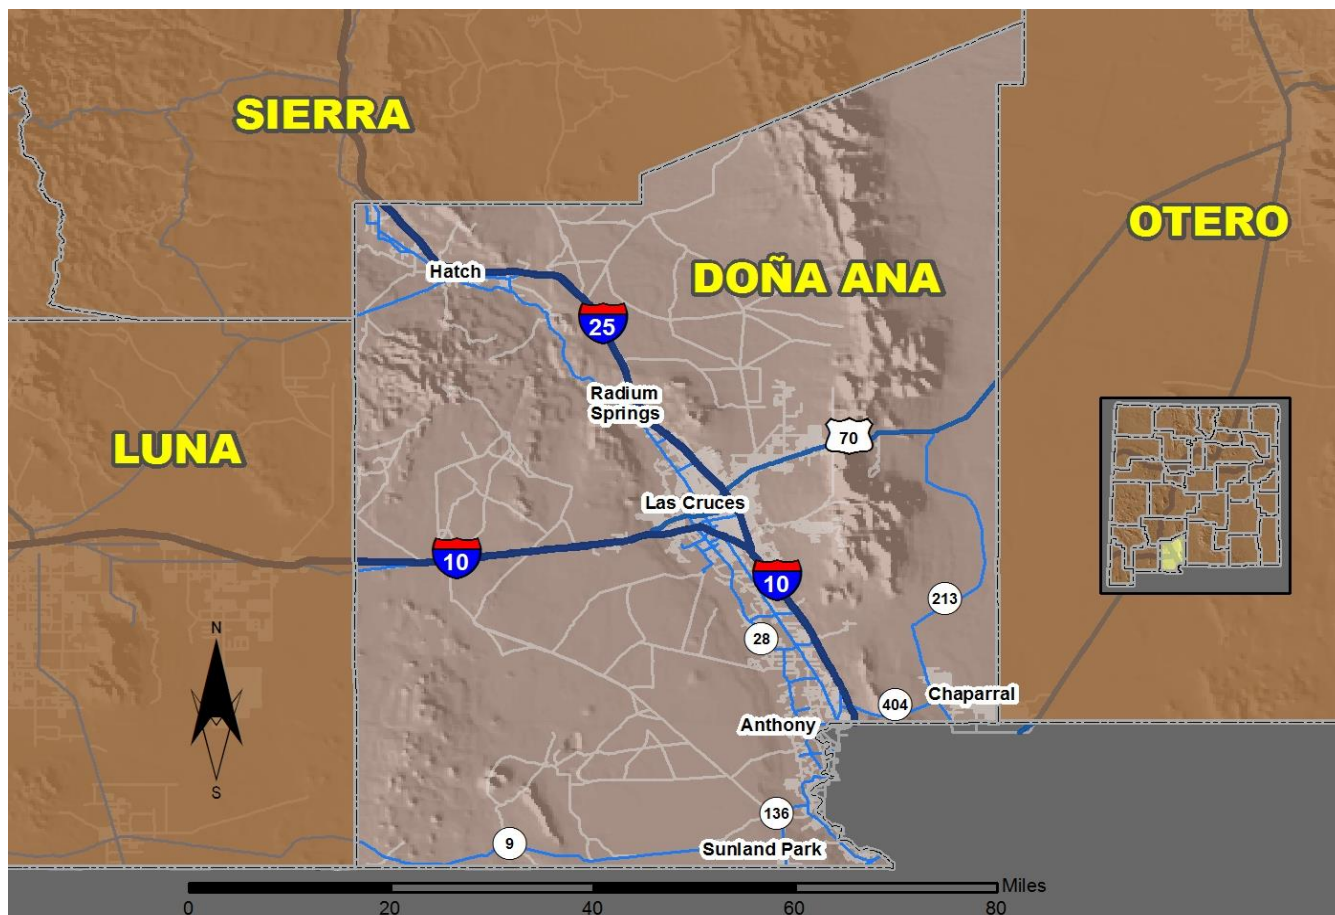 SIERRA
OTERO
DOÑA ANA
Hatch
25
Radium
Springs
LUNA
70
Las Cruces
10
10
213
28
N
Chaparral
404
Anthony
S
136
9
Sunland Park
Miles
0
20
40
60
80